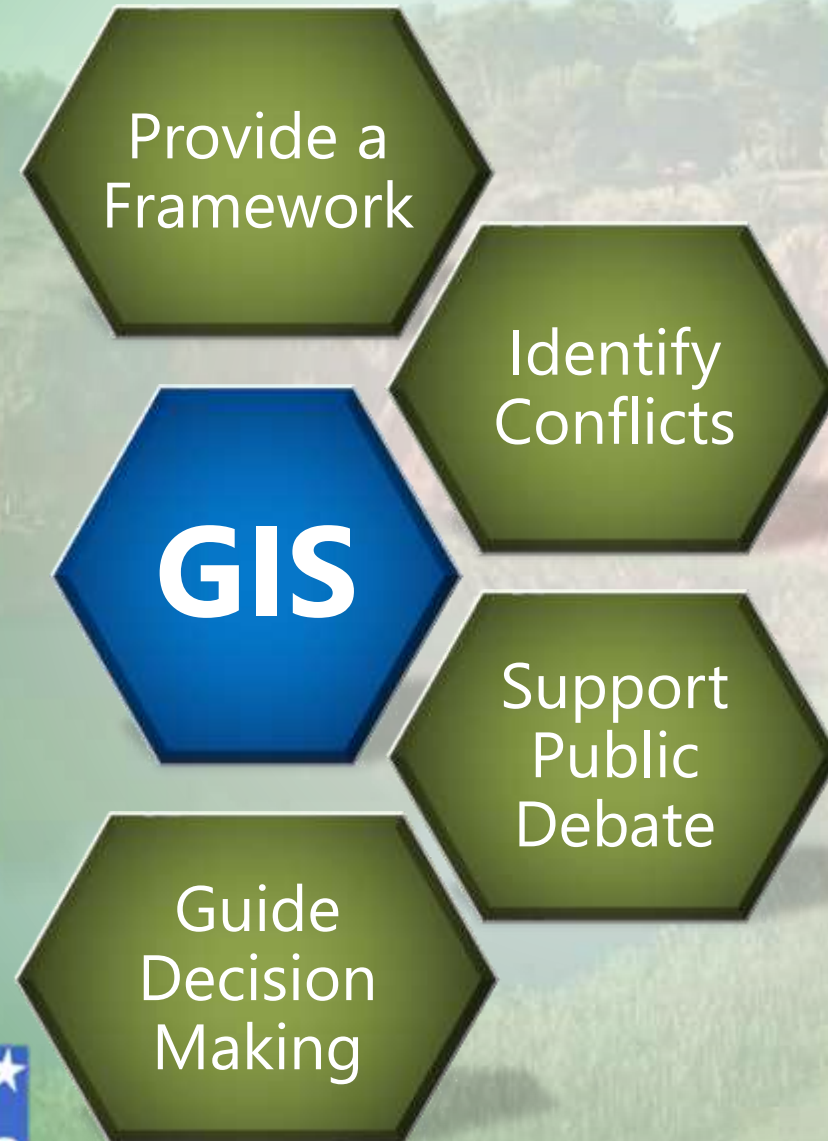 Provide a
Framework
Identify
Conflicts
GIS
Support
Public
Debate
Guide
Decision
Making